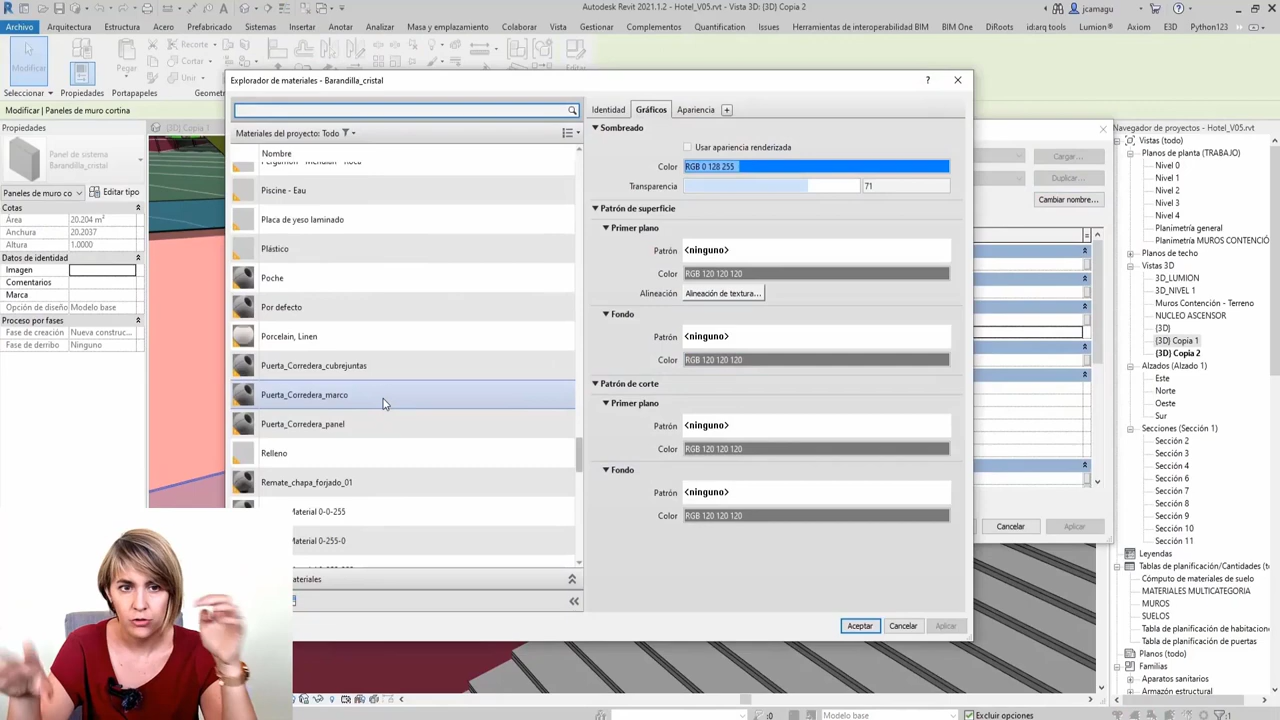 Autodesk Revit 2021.1.2 - Hotel_V05.rvt - Vista 3D: {3D} Copia 2
jcamagu
Archivo Arquitectura Estructura Acero Prefabricado Sistemas Insertar Anotar Analizar Masa y emplazamiento Colaborar Vista Gestionar Complementos Quantification Issues Herramientas de interoperabilidad BIM BIM One DiRoots idarq tools Lumion® Axiom E3D Python123
Modificar
Propiedades
Pegar
Recorte
Cortar
Unir
Seleccionar Propiedades Portapapeles
Modificar | Paneles de muro cortina
Propiedades
Panel de sistema
Barandilla_cristal
Paneles de muro co
Editar tipo
Cotas
Área 20.204 m²
Anchura 20.2037
Altura 1.0000
Datos de identidad
Imagen
Comentarios
Marca
Opción de diseño Modelo base
Proceso por fases
Fase de creación Nueva construc...
Fase de derribo Ninguno
{3D} Copia 1
Explorador de materiales - Barandilla_cristal
?
Materiales del proyecto: Todo
Nombre
Piscine - Eau
Placa de yeso laminado
Plástico
Poche
Por defecto
Porcelain, Linen
Puerta_Corredera_cubrejuntas
Puerta_Corredera_marco
Puerta_Corredera_panel
Relleno
Remate_chapa_forjado_01
Material 0-0-255
Material 0-255-0
ateriales
Identidad Gráficos Apariencia
Sombreado
Usar apariencia renderizada
Color RGB 0 128 255
Transparencia 71
Patrón de superficie
Primer plano
Patrón <ninguno>
Color RGB 120 120 120
Alineación Alineación de textura...
Fondo
Patrón <ninguno>
Color RGB 120 120 120
Patrón de corte
Primer plano
Patrón <ninguno>
Color RGB 120 120 120
Fondo
Patrón <ninguno>
Color RGB 120 120 120
Aceptar Cancelar Aplicar
Cargar...
Duplicar...
Cambiar nombre...
Cancelar Aplicar
Navegador de proyectos - Hotel_V05.rvt
Vistas (todo)
Planos de planta (TRABAJO)
Nivel 0
Nivel 1
Nivel 2
Nivel 3
Nivel 4
Planimetría general
Planimetría MUROS CONTENCIÓ
Planos de techo
Vistas 3D
3D_LUMION
3D_NIVEL 1
Muros Contención - Terreno
NUCLEO ASCENSOR
{3D}
{3D} Copia 1
{3D} Copia 2
Alzados (Alzado 1)
Este
Norte
Oeste
Sur
Secciones (Sección 1)
Sección 2
Sección 3
Sección 4
Sección 6
Sección 7
Sección 8
Sección 9
Sección 10
Sección 11
Leyendas
Tablas de planificación/Cantidades (t
Cómputo de materiales de suelo
MATERIALES MULTICATEGORIA
MUROS
SUELOS
Tabla de planificación de habitacion
Tabla de planificación de puertas
Planos (todo)
Familias
Aparatos sanitarios
Armazón estructural
:0
Modelo base
Excluir opciones
:1